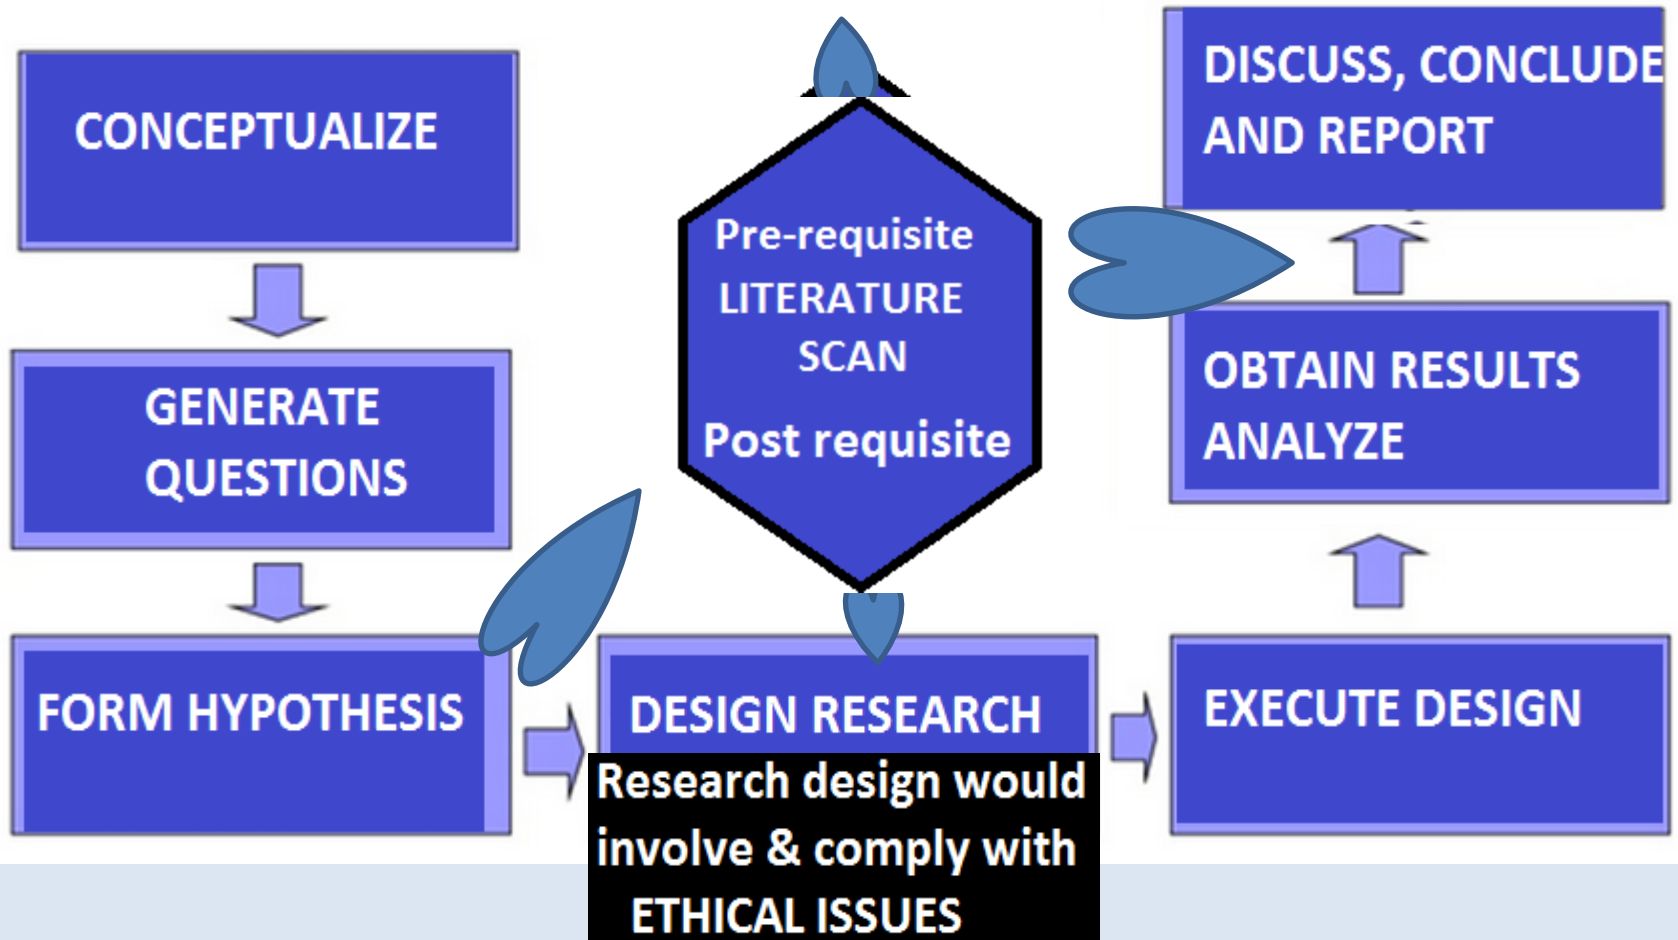 CONCEPTUALIZE
GENERATE
QUESTIONS
FORM HYPOTHESIS
Pre-requisite
LITERATURE
SCAN
Post requisite
DESIGN RESEARCH
Research design would
involve & comply with
ETHICAL ISSUES
EXECUTE DESIGN
OBTAIN RESULTS
ANALYZE
DISCUSS, CONCLUDE
AND REPORT